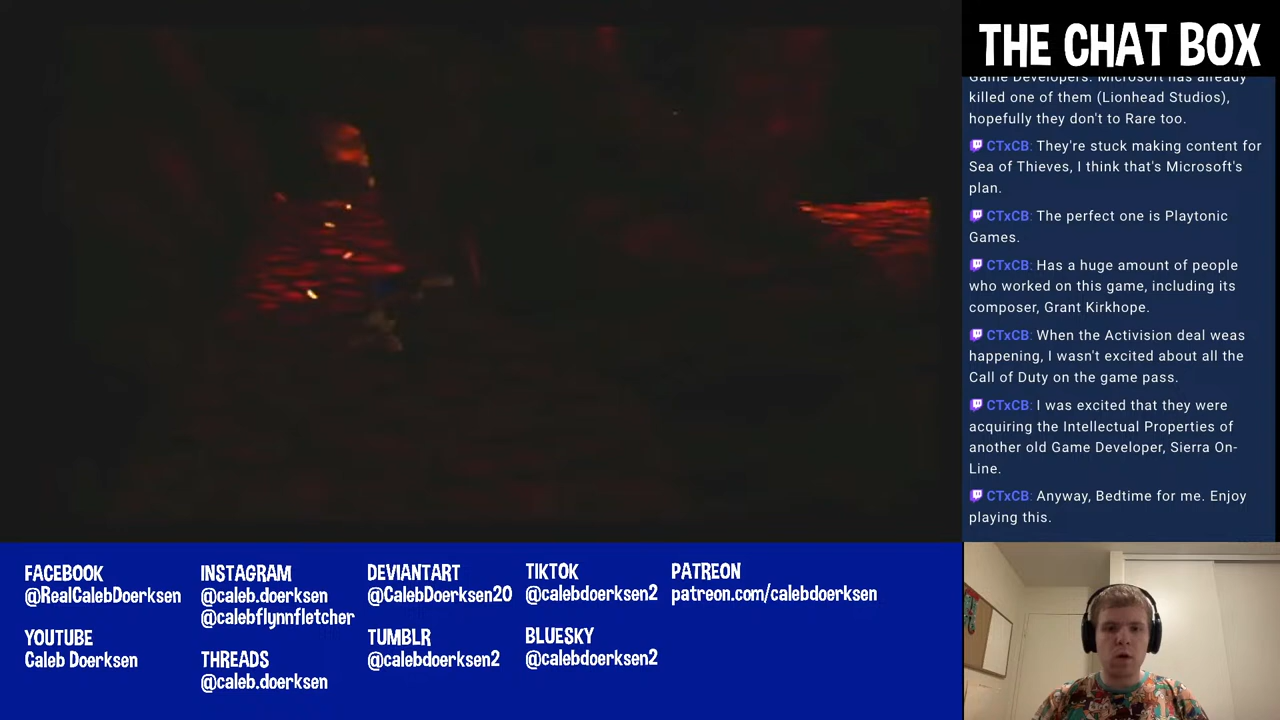 THE CHAT BOX
Game Developers. Microsoft has already
killed one of them (Lionhead Studios),
hopefully they don't to Rare too.
CTxCB: They're stuck making content for
Sea of Thieves, I think that's Microsoft's
plan.
CTxCB: The perfect one is Playtonic
Games.
CTxCB: Has a huge amount of people
who worked on this game, including its
composer, Grant Kirkhope.
CTxCB: When the Activision deal weas
happening, I wasn't excited about all the
Call of Duty on the game pass.
CTxCB: I was excited that they were
acquiring the Intellectual Properties of
another old Game Developer, Sierra On-
Line.
CTxCB: Anyway, Bedtime for me. Enjoy
playing this.
FACEBOOK
@RealCalebDoerksen
YOUTUBE
Caleb Doerksen
INSTAGRAM
@caleb.doerksen
@calebflynnfletcher
THREADS
@caleb.doerksen
DEVIANTART
@CalebDoerksen20
TUMBLR
@calebdoerksen2
TIKTOK
@calebdoerksen2
BLUESKY
@calebdoerksen2
PATREON
patreon.com/calebdoerksen